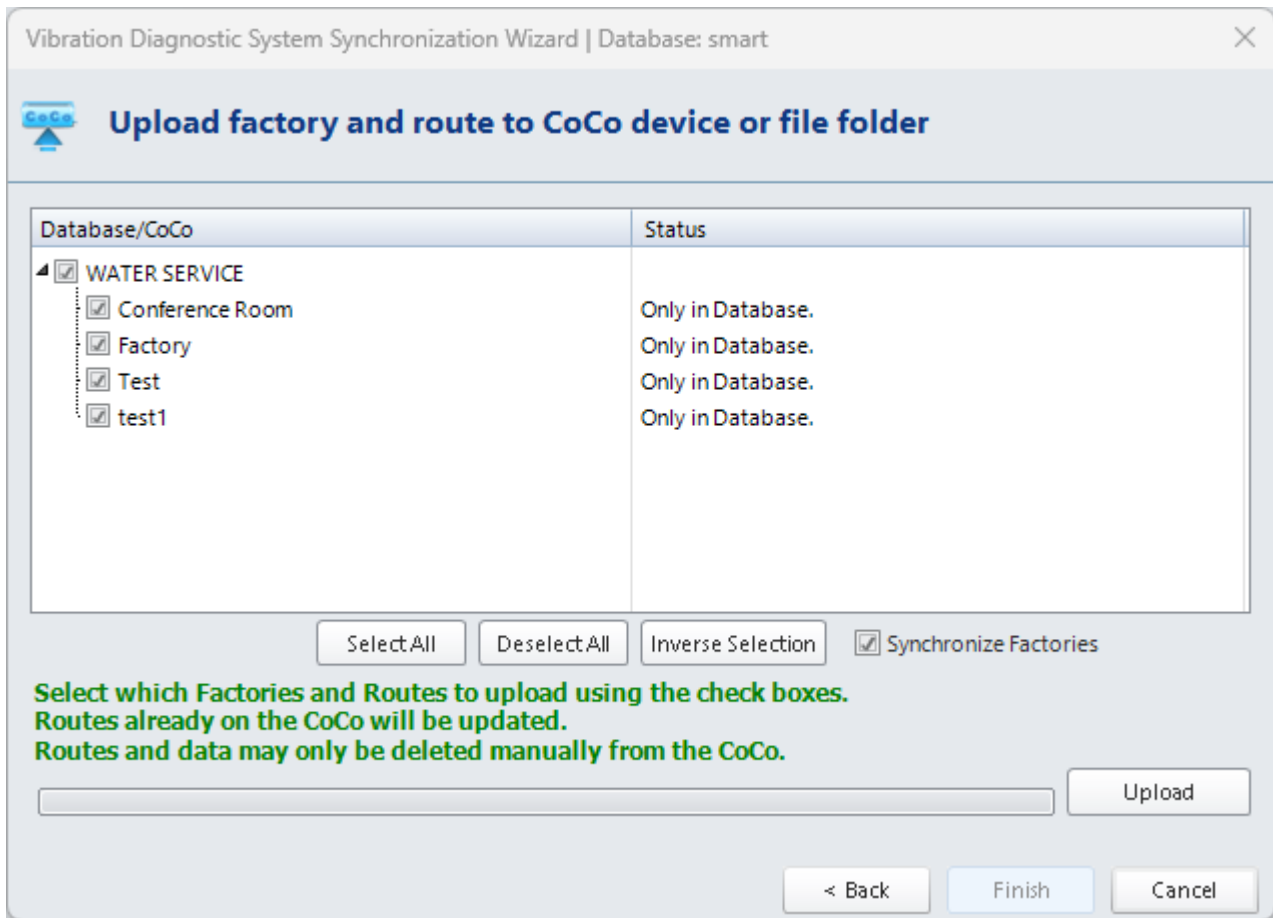 Vibration Diagnostic System Synchronization Wizard | Database: smart
CoCo
Upload factory and route to CoCo device or file folder
Database/CoCo Status
WATER SERVICE
Conference Room Only in Database.
Factory Only in Database.
Test Only in Database.
test1 Only in Database.
Select All Deselect All Inverse Selection Synchronize Factories
Select which Factories and Routes to upload using the check boxes.
Routes already on the CoCo will be updated.
Routes and data may only be deleted manually from the CoCo.
Upload
< Back Finish Cancel